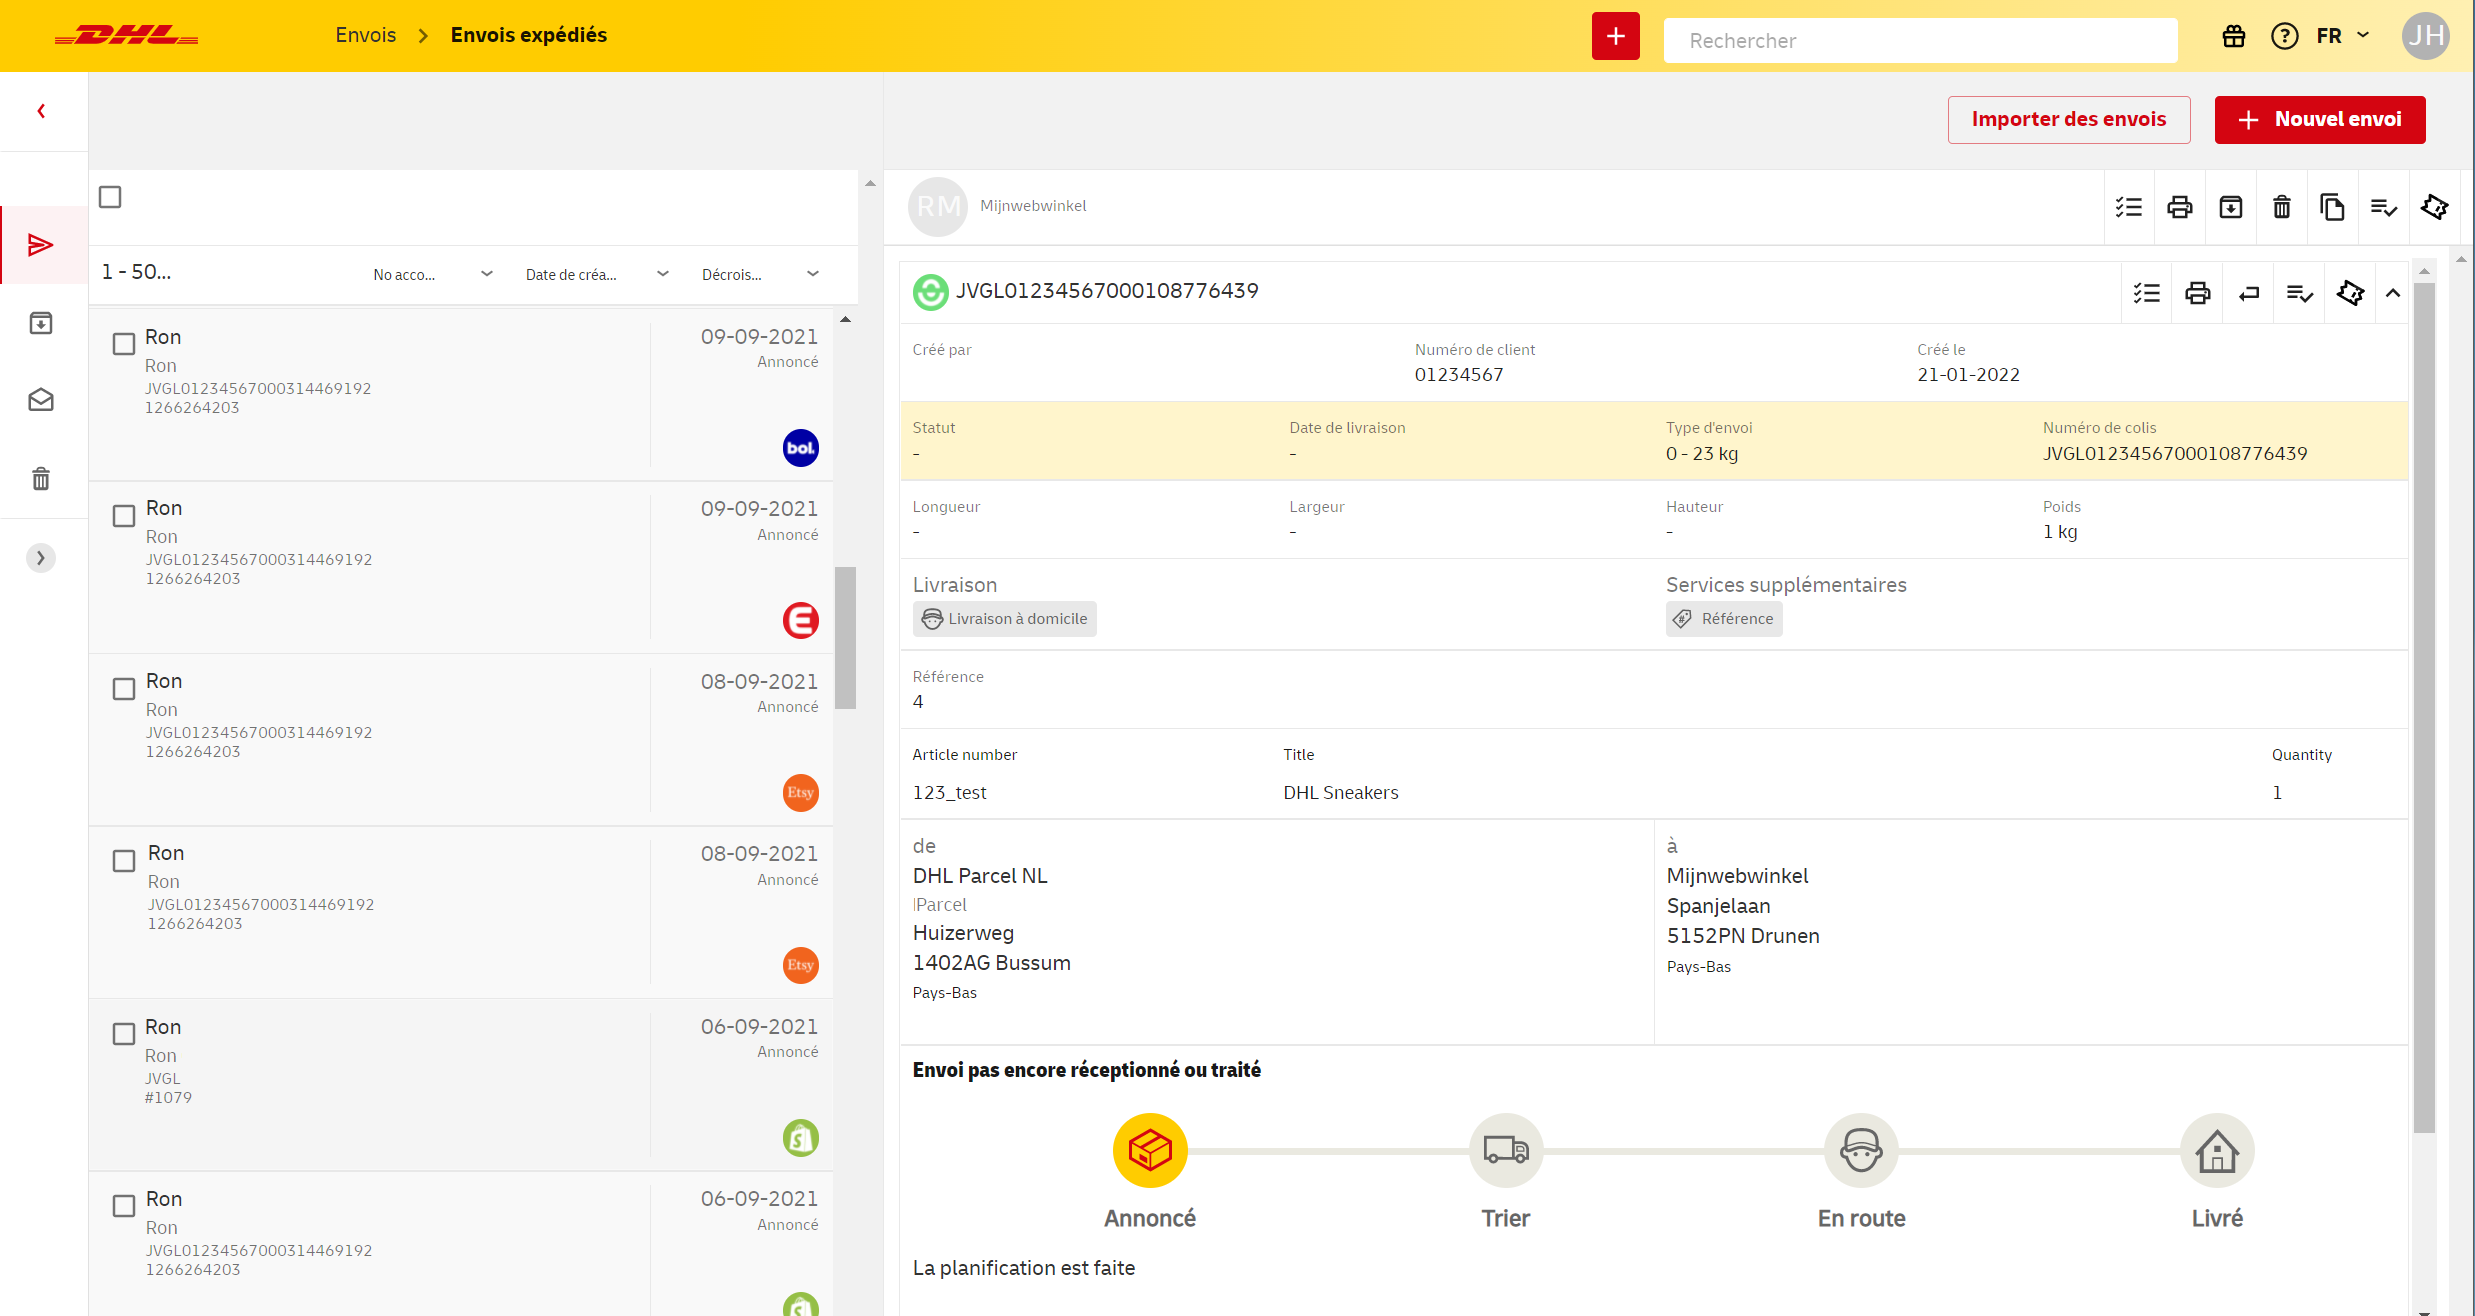 DHL
Envois > Envois expédiés
+
Rechercher
FR
JH
Importer des envois
+ Nouvel envoi
1 - 50...
No acco...
Date de créa...
Décrois...
Ron
09-09-2021
Ron
Annoncé
JVGL01234567000314469192
1266264203
bol.
Ron
09-09-2021
Ron
Annoncé
JVGL01234567000314469192
1266264203
E
Ron
08-09-2021
Ron
Annoncé
JVGL01234567000314469192
1266264203
Etsy
Ron
08-09-2021
Ron
Annoncé
JVGL01234567000314469192
1266264203
Etsy
Ron
06-09-2021
Ron
Annoncé
JVGL
#1079
S
Ron
06-09-2021
Ron
Annoncé
JVGL01234567000314469192
1266264203
S
RM
Mijnwebwinkel
JVGL01234567000108776439
Créé par
Numéro de client
Créé le
01234567
21-01-2022
Statut
Date de livraison
Type d'envoi
Numéro de colis
-
-
0 - 23 kg
JVGL01234567000108776439
Longueur
Largeur
Hauteur
Poids
-
-
-
1 kg
Livraison
Services supplémentaires
Livraison à domicile
Référence
Référence
4
Article number
Title
Quantity
123_test
DHL Sneakers
1
de
DHL Parcel NL
|Parcel
Huizerweg
1402AG Bussum
Pays-Bas
à
Mijnwebwinkel
Spanjelaan
5152PN Drunen
Pays-Bas
Envoi pas encore réceptionné ou traité
Annoncé
Trier
En route
Livré
La planification est faite